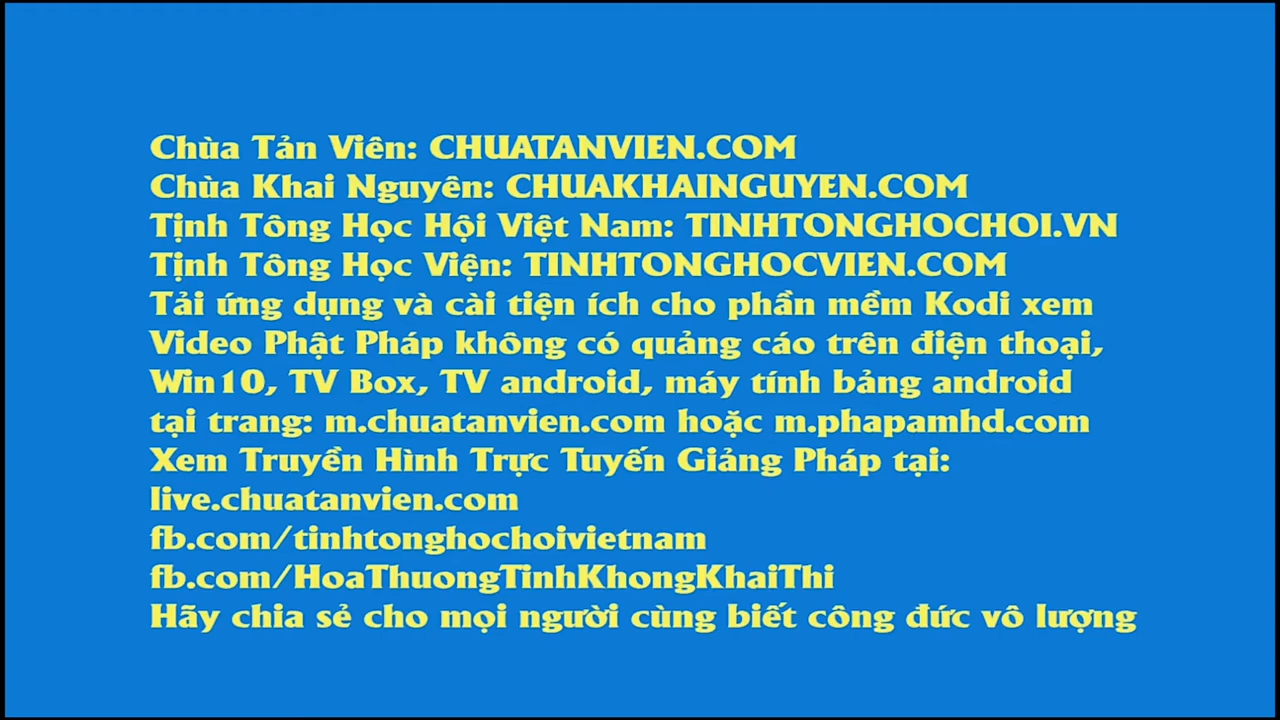 Chùa Tản Viên: CHUATANVIEN.COM
Chùa Khai Nguyên: CHUAKHAINGUYEN.COM
Tịnh Tông Học Hội Việt Nam: TINHTONGHOCHOI.VN
Tịnh Tông Học Viện: TINHTONGHOCVIEN.COM
Tải ứng dụng và cài tiện ích cho phần mềm Kodi xem
Video Phật Pháp không có quảng cáo trên điện thoại,
Win10, TV Box, TV android, máy tính bảng android
tại trang: m.chuatanvien.com hoặc m.phapamhd.com
Xem Truyền Hình Trực Tuyến Giảng Pháp tại:
live.chuatanvien.com
fb.com/tinhtonghochoivietnam
fb.com/HoaThuongTinhKhongKhaiThi
Hãy chia sẻ cho mọi người cùng biết công đức vô lượng